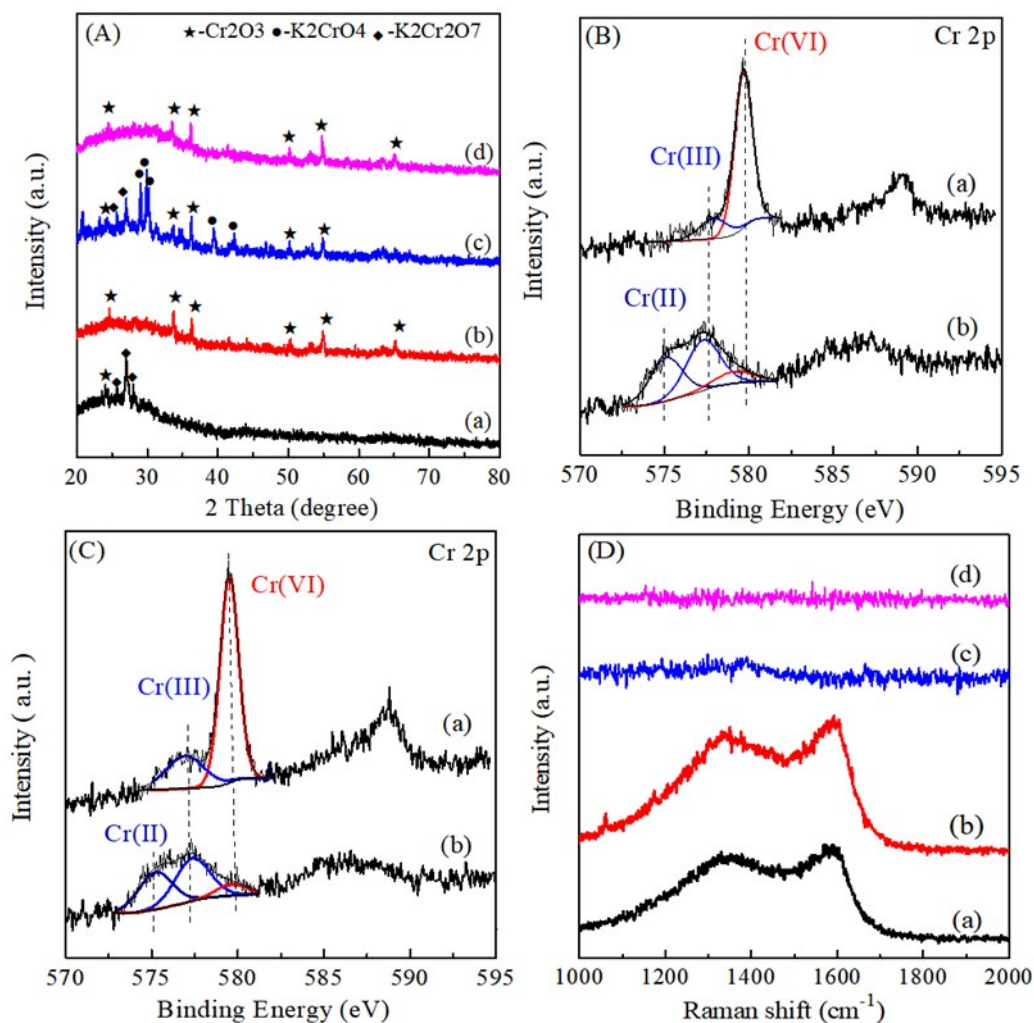 (A)
★-Cr2O3 ●-K2CrO4 ◆-K2Cr2O7
(d)
(c)
(b)
(a)
Intensity (a.u.)
20 30 40 50 60 70 80
2 Theta (degree)
(B)
Cr 2p
Cr(VI)
Cr(III)
(a)
Cr(II)
(b)
Intensity (a.u.)
570 575 580 585 590 595
Binding Energy (eV)
(C)
Cr 2p
Cr(VI)
Cr(III)
(a)
Cr(II)
(b)
Intensity ( a.u. )
570 577 580 585 590 595
Binding Energy (eV)
(D)
(d)
(c)
(b)
(a)
Intensity (a.u.)
1000 1200 1400 1600 1800 2000
Raman shift (cm⁻¹)